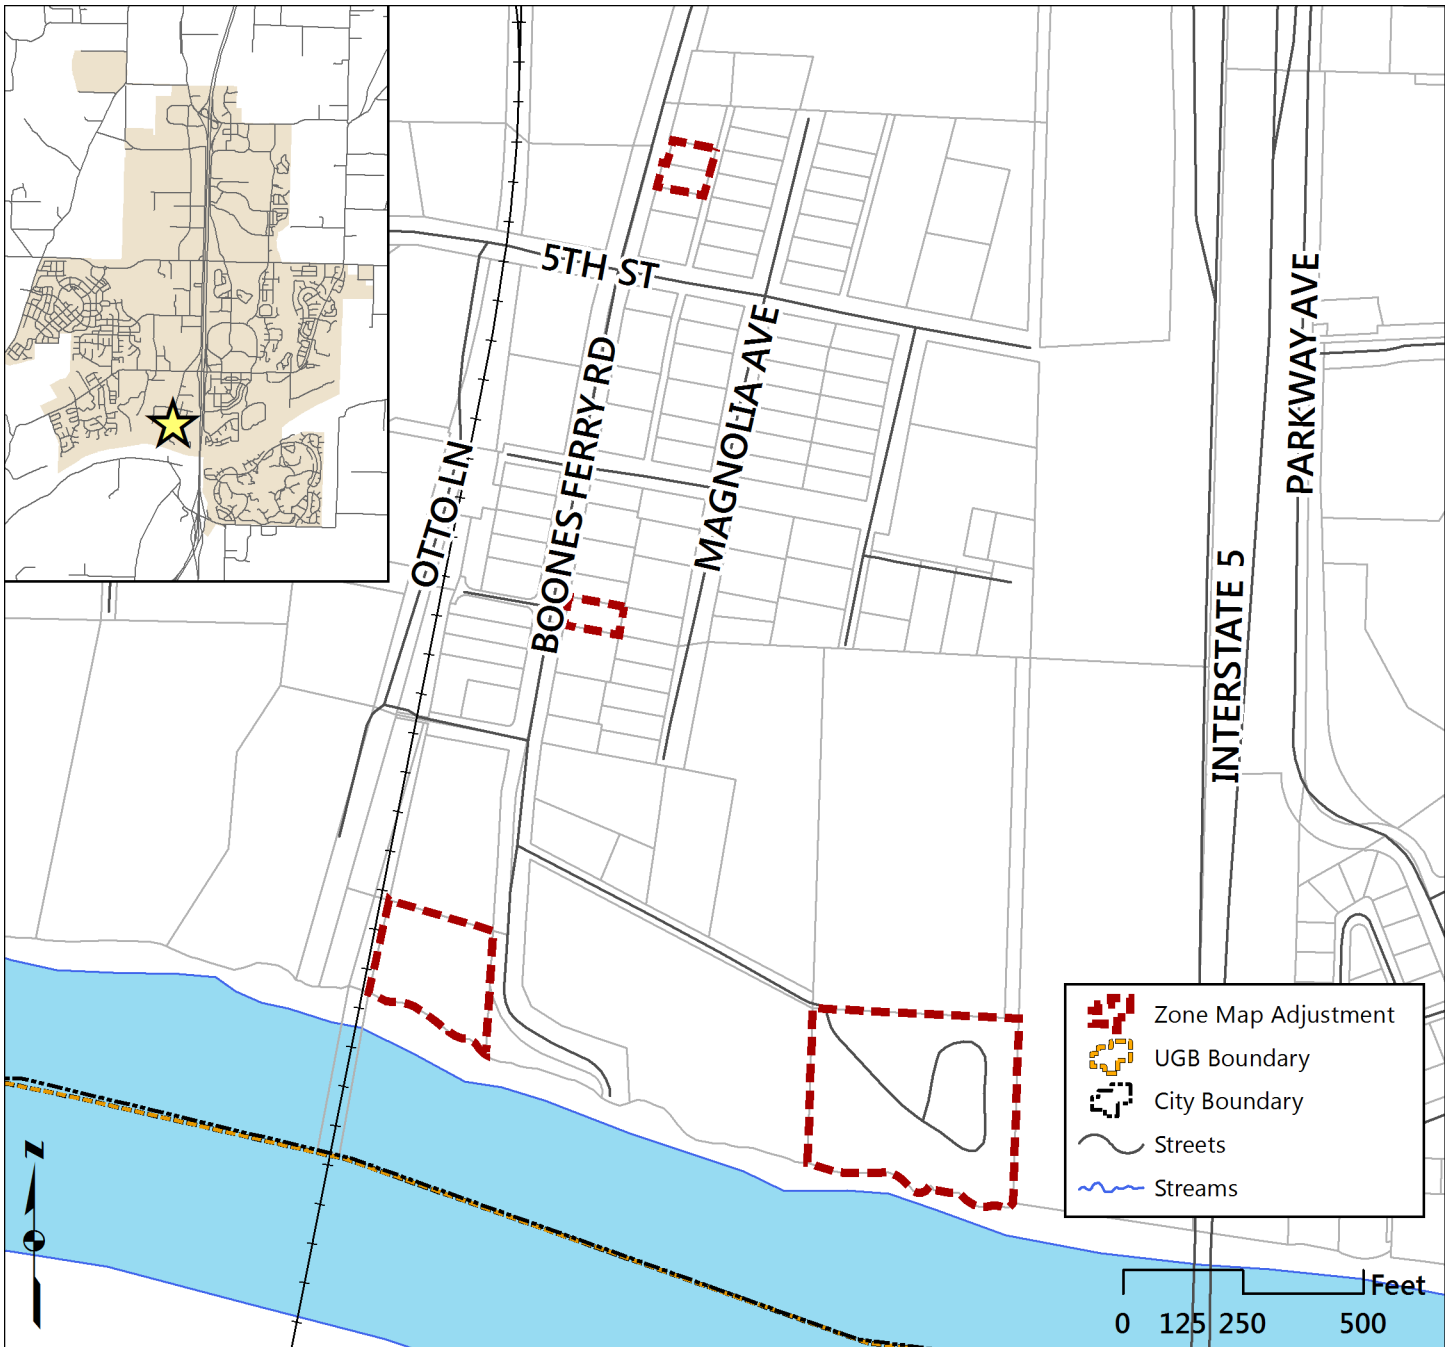 5TH ST
BOONES FERRY RD
MAGNOLIA AVE
OTTO LN
PARKWAY AVE
INTERSTATE 5
Zone Map Adjustment
UGB Boundary
City Boundary
Streets
Streams
N
Feet
0 125 250 500